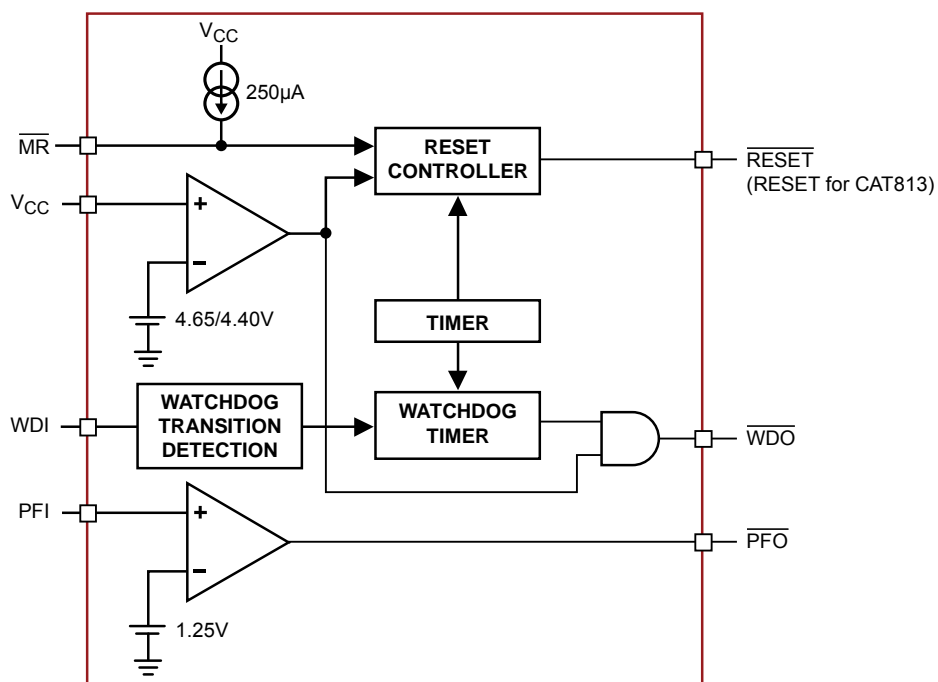 VCC
250µA
MR
RESET
CONTROLLER
RESET
(RESET for CAT813)
VCC
+
−
4.65/4.40V
TIMER
WDI
WATCHDOG
TRANSITION
DETECTION
WATCHDOG
TIMER
WDO
PFI
+
−
PFO
1.25V